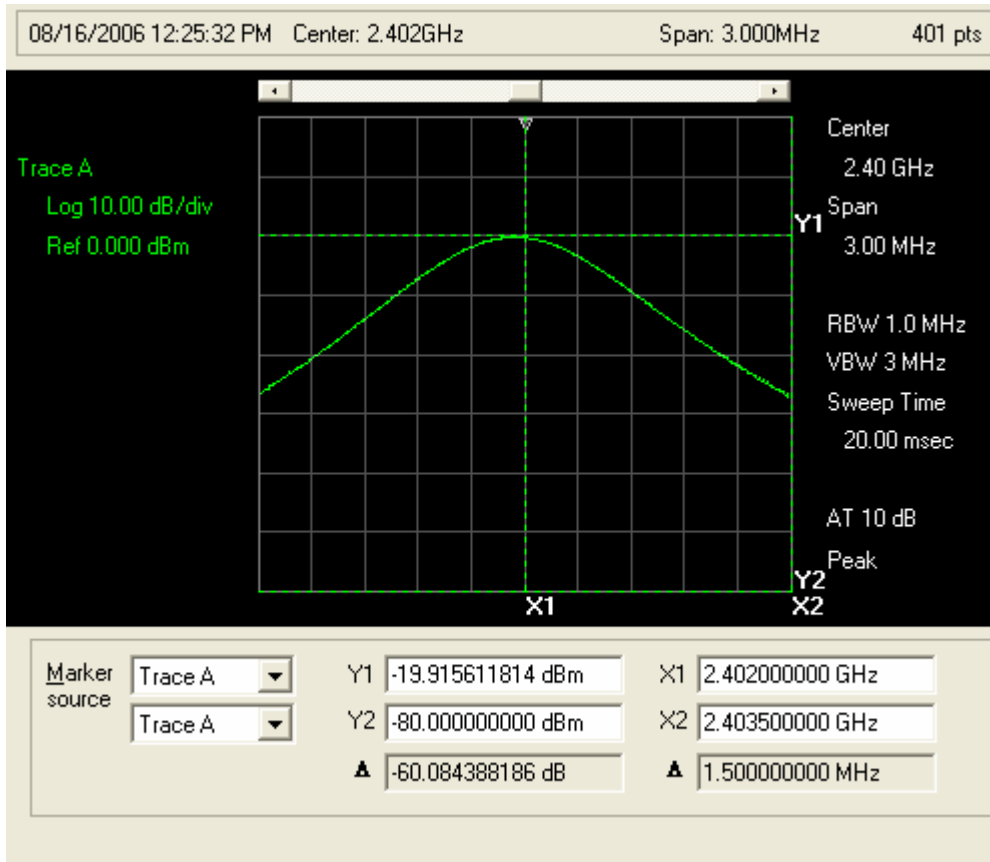 08/16/2006 12:25:32 PM Center: 2.402GHz Span: 3.000MHz 401 pts
Trace A
Log 10.00 dB/div
Ref 0.000 dBm
Center
2.40 GHz
Span
3.00 MHz
RBW 1.0 MHz
VBW 3 MHz
Sweep Time
20.00 msec
AT 10 dB
Peak
Y1
Y2
X1 X2
Marker source
Trace A
Trace A
Y1 -19.915611814 dBm X1 2.402000000 GHz
Y2 -80.000000000 dBm X2 2.403500000 GHz
Δ -60.084388186 dB Δ 1.500000000 MHz